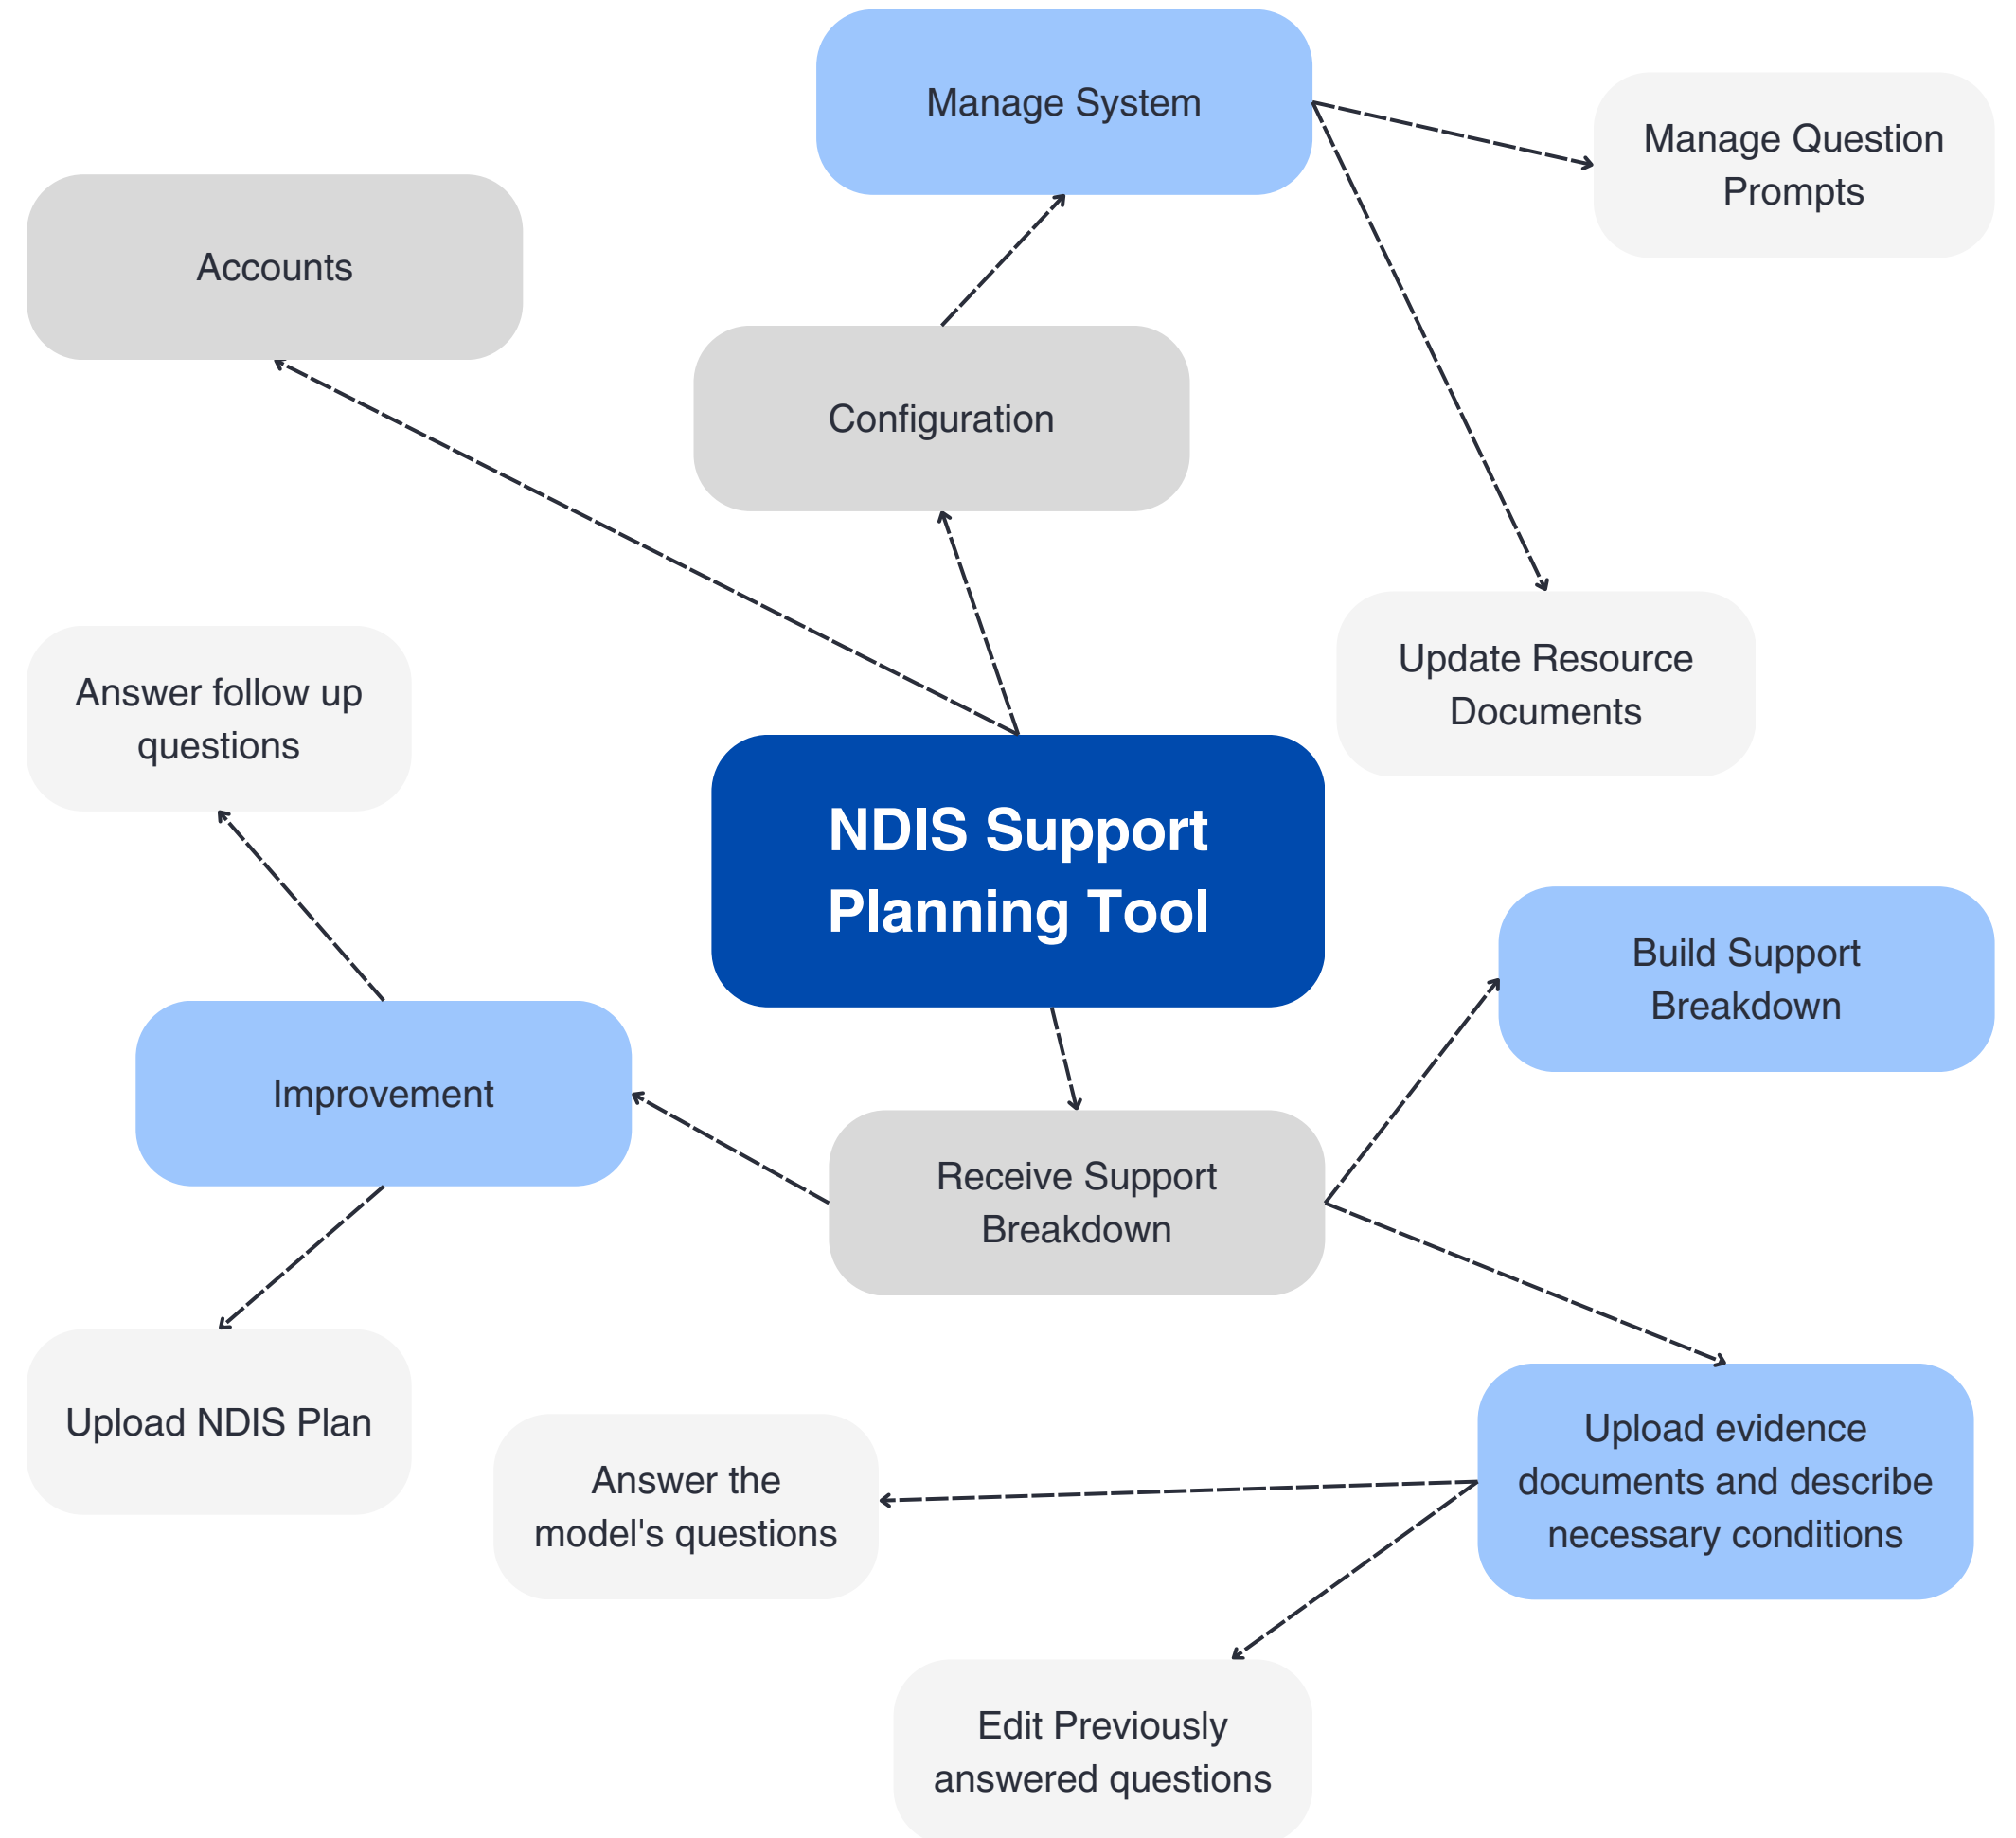 Manage System
Manage Question
Prompts
Accounts
Configuration
Answer follow up
questions
Update Resource
Documents
NDIS Support
Planning Tool
Build Support
Breakdown
Improvement
Receive Support
Breakdown
Upload NDIS Plan
Answer the
model's questions
Upload evidence
documents and describe
necessary conditions
Edit Previously
answered questions